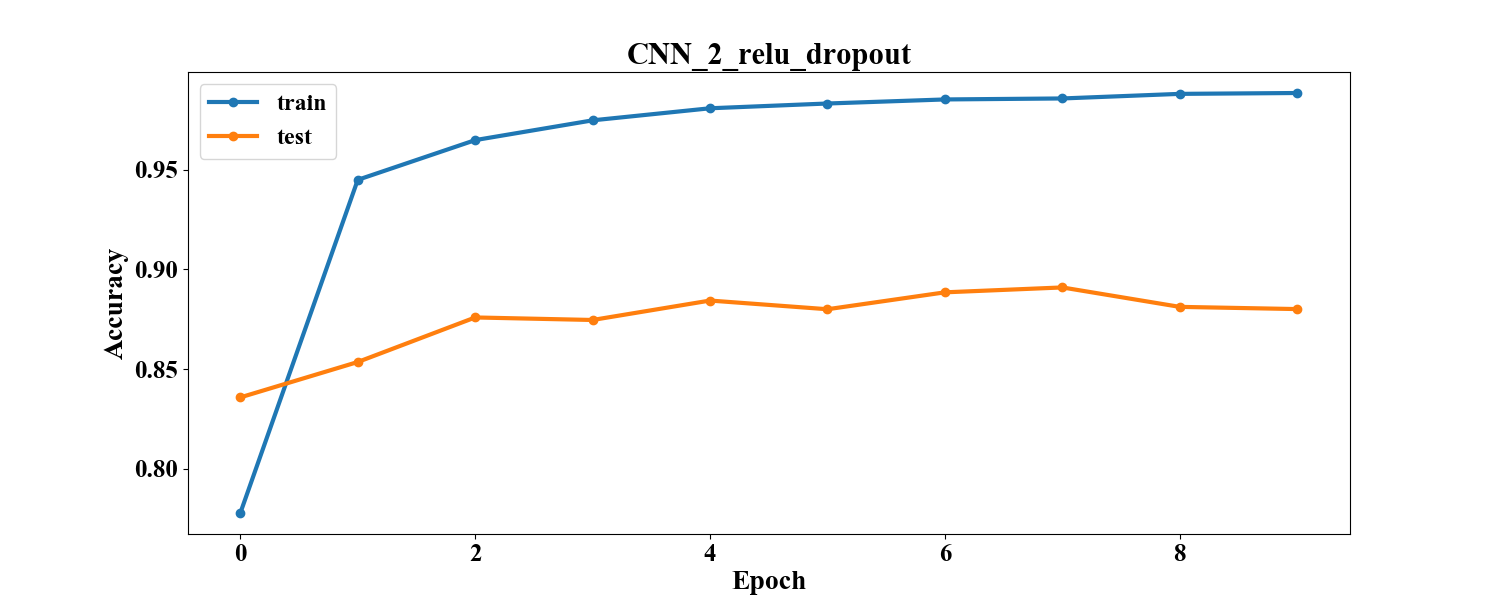 CNN_2_relu_dropout
train
test
0.95
0.90
0.85
0.80
Accuracy
0 2 4 6 8
Epoch